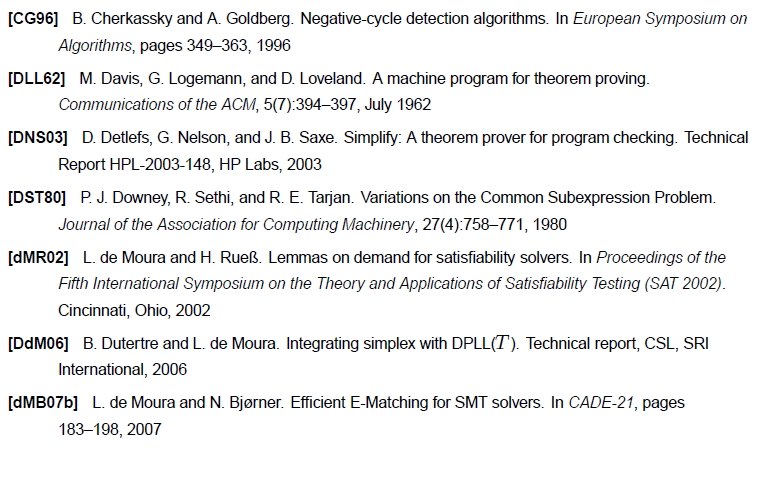 [CG96] B. Cherkassky and A. Goldberg. Negative-cycle detection algorithms. In European Symposium on
Algorithms, pages 349–363, 1996
[DLL62] M. Davis, G. Logemann, and D. Loveland. A machine program for theorem proving.
Communications of the ACM, 5(7):394–397, July 1962
[DNS03] D. Detlefs, G. Nelson, and J. B. Saxe. Simplify: A theorem prover for program checking. Technical
Report HPL-2003-148, HP Labs, 2003
[DST80] P. J. Downey, R. Sethi, and R. E. Tarjan. Variations on the Common Subexpression Problem.
Journal of the Association for Computing Machinery, 27(4):758–771, 1980
[dMR02] L. de Moura and H. Rueß. Lemmas on demand for satisfiability solvers. In Proceedings of the
Fifth International Symposium on the Theory and Applications of Satisfiability Testing (SAT 2002).
Cincinnati, Ohio, 2002
[DdM06] B. Dutertre and L. de Moura. Integrating simplex with DPLL(T). Technical report, CSL, SRI
International, 2006
[dMB07b] L. de Moura and N. Bjørner. Efficient E-Matching for SMT solvers. In CADE-21, pages
183–198, 2007